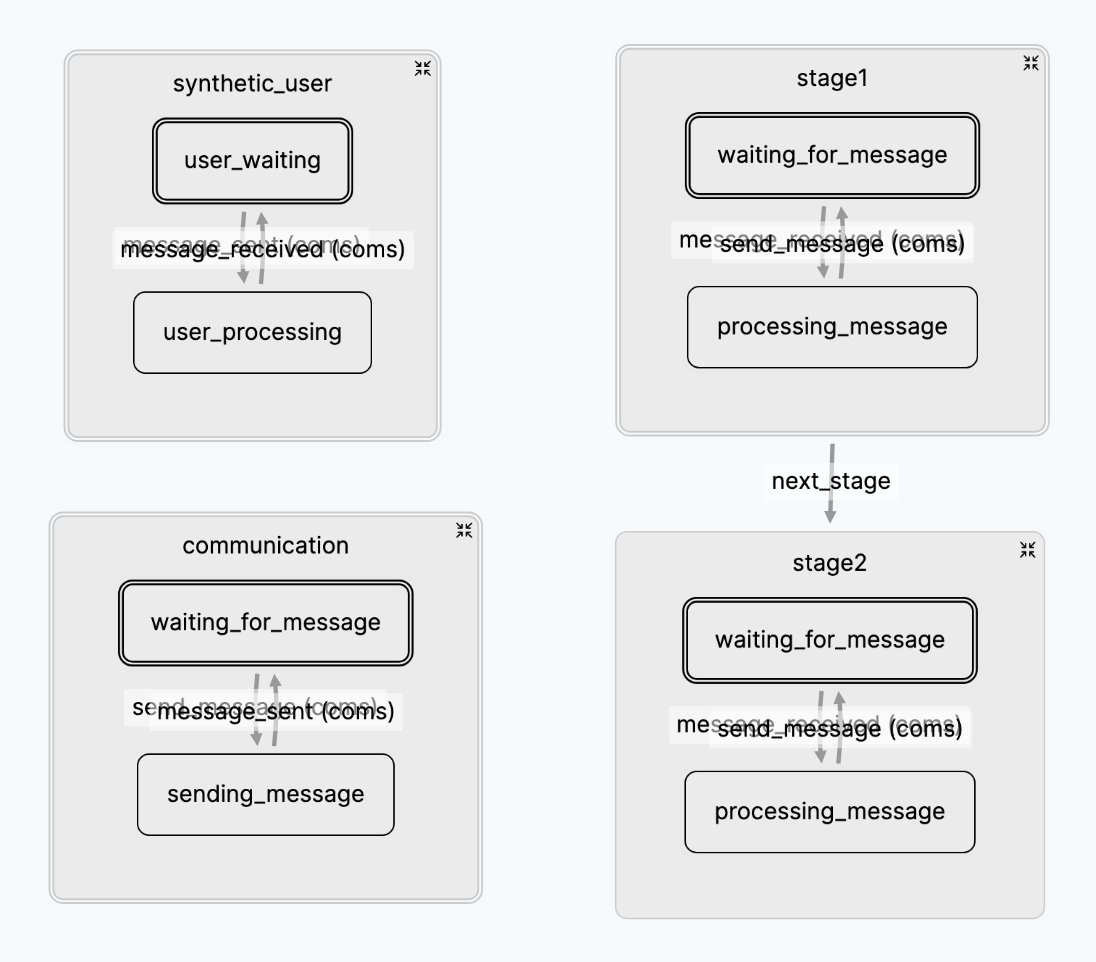 synthetic_user
user_waiting
message_sent (coms)
message_received (coms)
user_processing
stage1
waiting_for_message
message_received (coms)
send_message (coms)
processing_message
next_stage
communication
waiting_for_message
send_message (coms)
message_sent (coms)
sending_message
stage2
waiting_for_message
message_received (coms)
send_message (coms)
processing_message